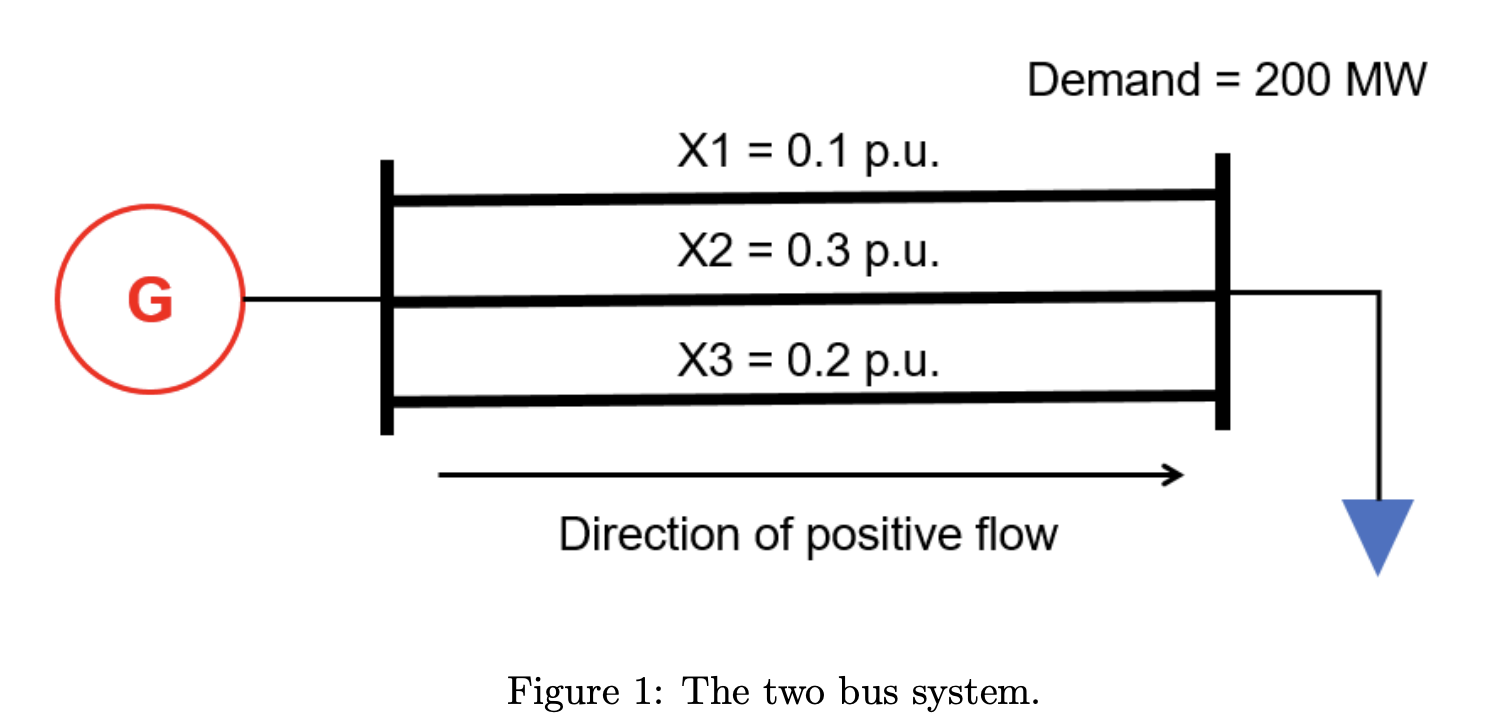 Demand = 200 MW
X1 = 0.1 p.u.
X2 = 0.3 p.u.
G
X3 = 0.2 p.u.
Direction of positive flow
Figure 1: The two bus system.